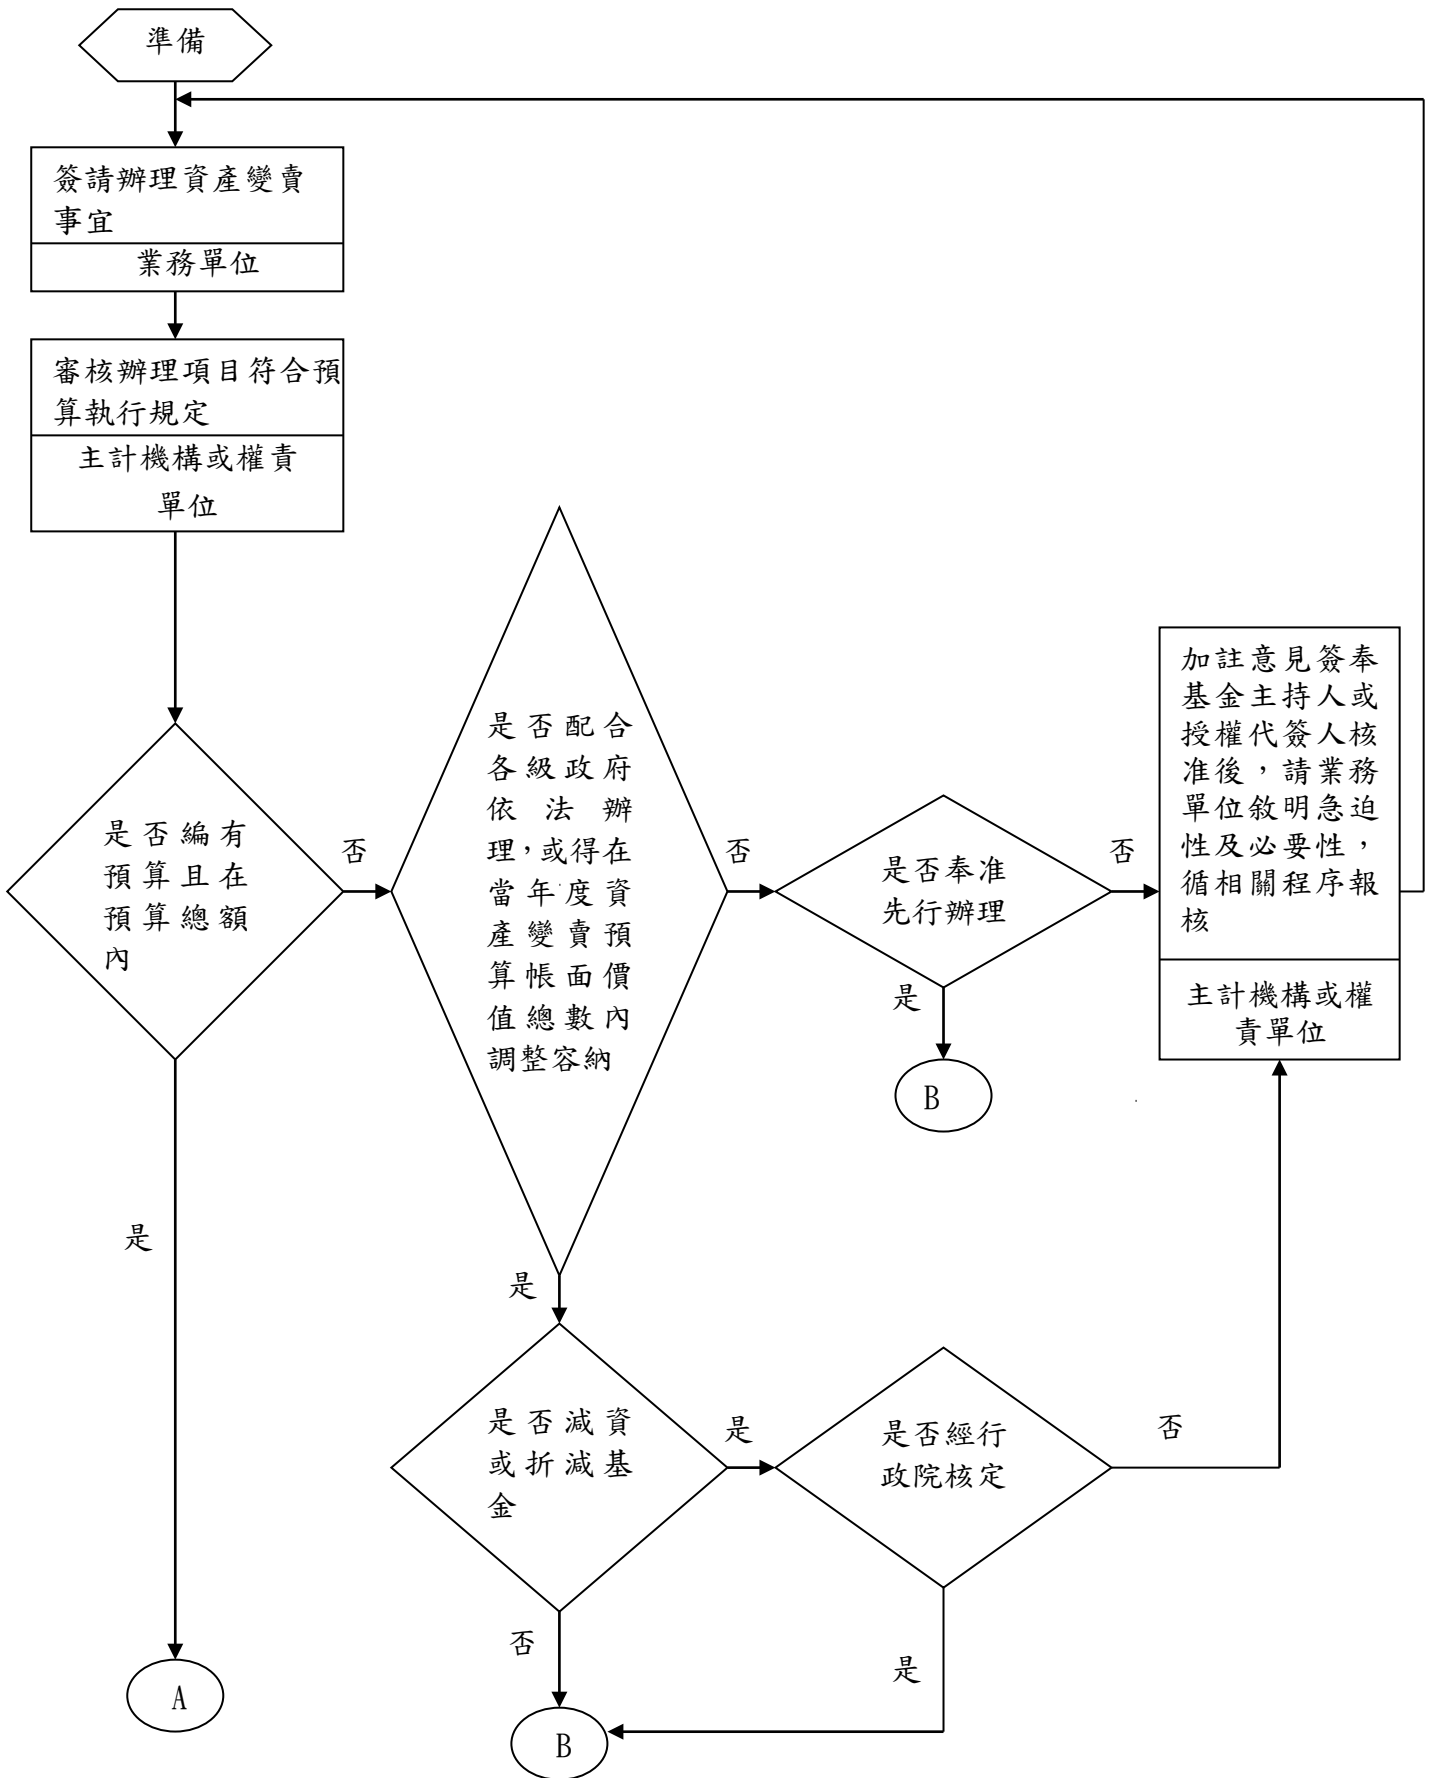 準備
簽請辦理資產變賣
事宜
業務單位
審核辦理項目符合預
算執行規定
主計機構或權責
單位
是否編有
預算且在
預算總額
內
否
是
是否配合
各級政府
依法辦
理，或得在
當年度資
產變賣預
算帳面價
值總數內
調整容納
否
是
是否奉准
先行辦理
否
是
B
加註意見簽奉
基金主持人或
授權代簽人核
准後，請業務
單位敘明急迫
性及必要性，
循相關程序報
核
主計機構或權
責單位
是否減資
或折減基
金
是
否
是否經行
政院核定
否
是
A
B